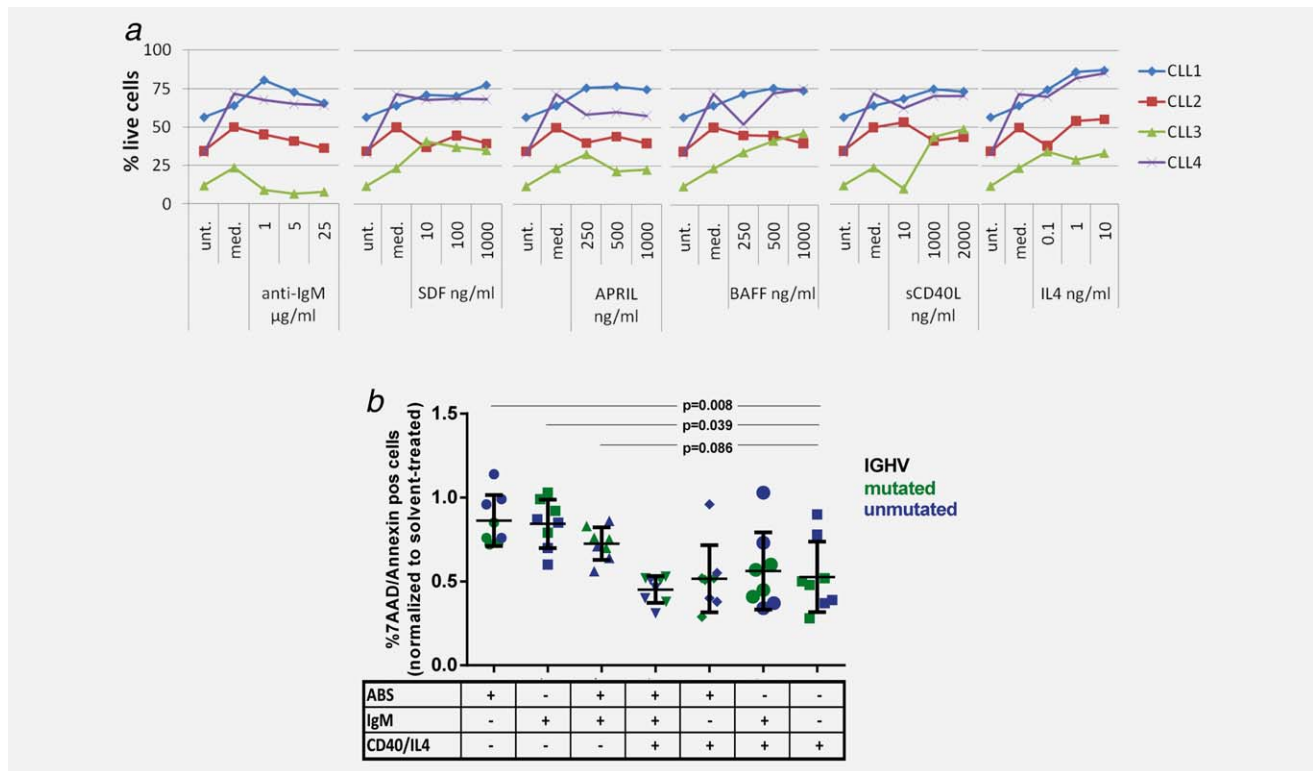 a
% live cells
100
75
50
25
0
unt. med. 1 5 25
unt. med. 10 100 1000
unt. med. 250 500 1000
unt. med. 250 500 1000
unt. med. 10 1000 2000
unt. med. 0.1 1 10
anti-IgM
µg/ml
SDF ng/ml
APRIL
ng/ml
BAFF ng/ml
sCD40L
ng/ml
IL4 ng/ml
CLL1
CLL2
CLL3
CLL4
b
%7AAD/Annexin pos cells
(normalized to solvent-treated)
1.5
1.0
0.5
0.0
p=0.008
p=0.039
p=0.086
IGHV
mutated
unmutated
ABS + - + + + - -
IgM - + + + - + -
CD40/IL4 - - - + + + +